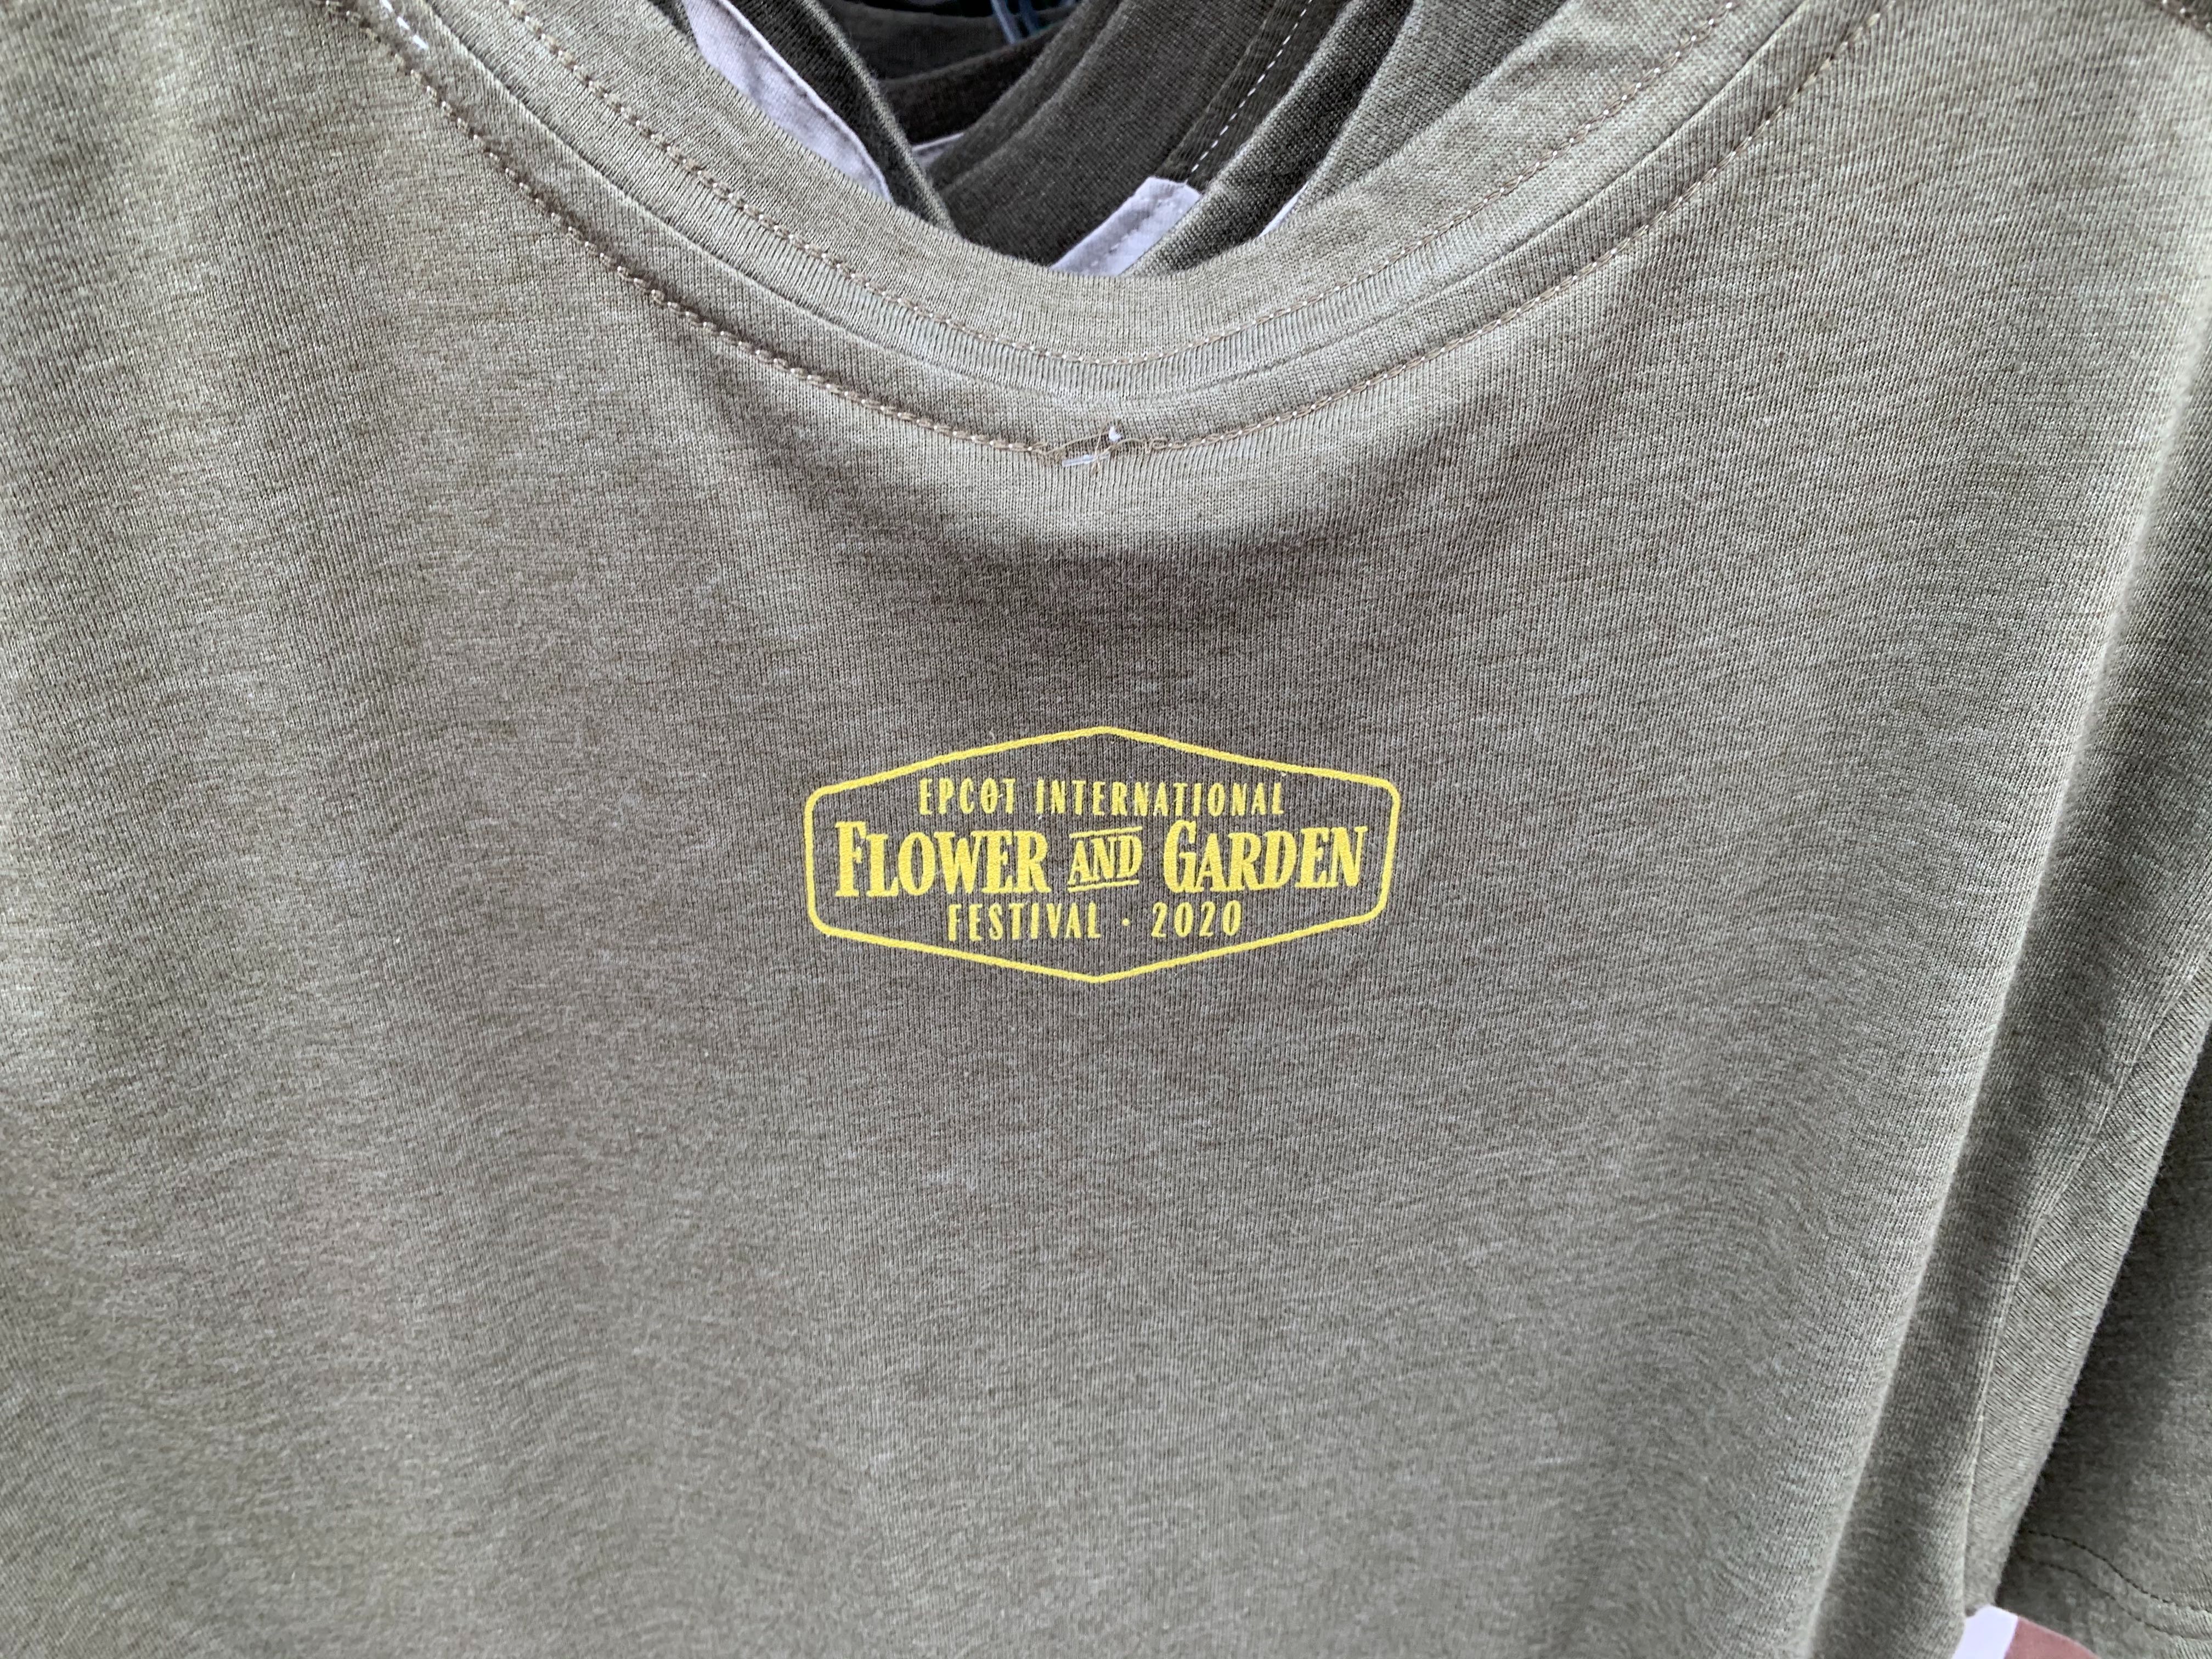 EPCOT INTERNATIONAL
FLOWER AND GARDEN
FESTIVAL · 2020